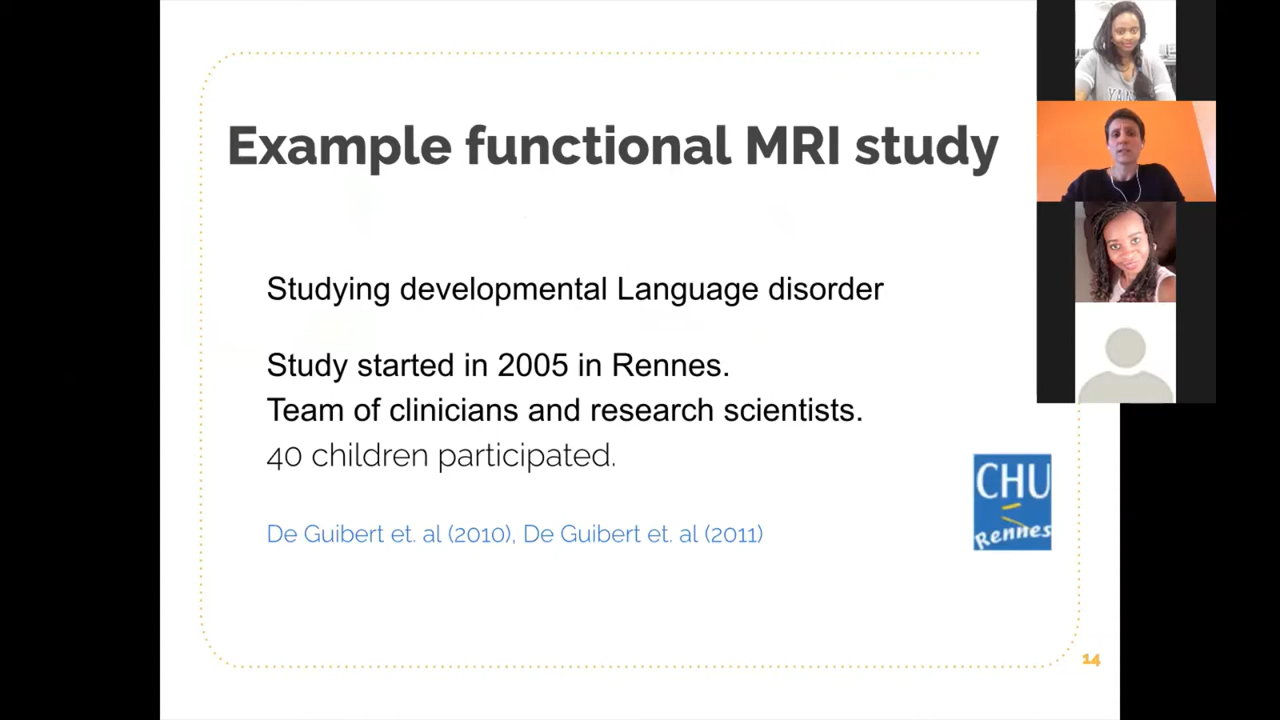 Example functional MRI study
Studying developmental Language disorder
Study started in 2005 in Rennes.
Team of clinicians and research scientists.
40 children participated.
De Guibert et. al (2010), De Guibert et. al (2011)
CHU
Rennes
14